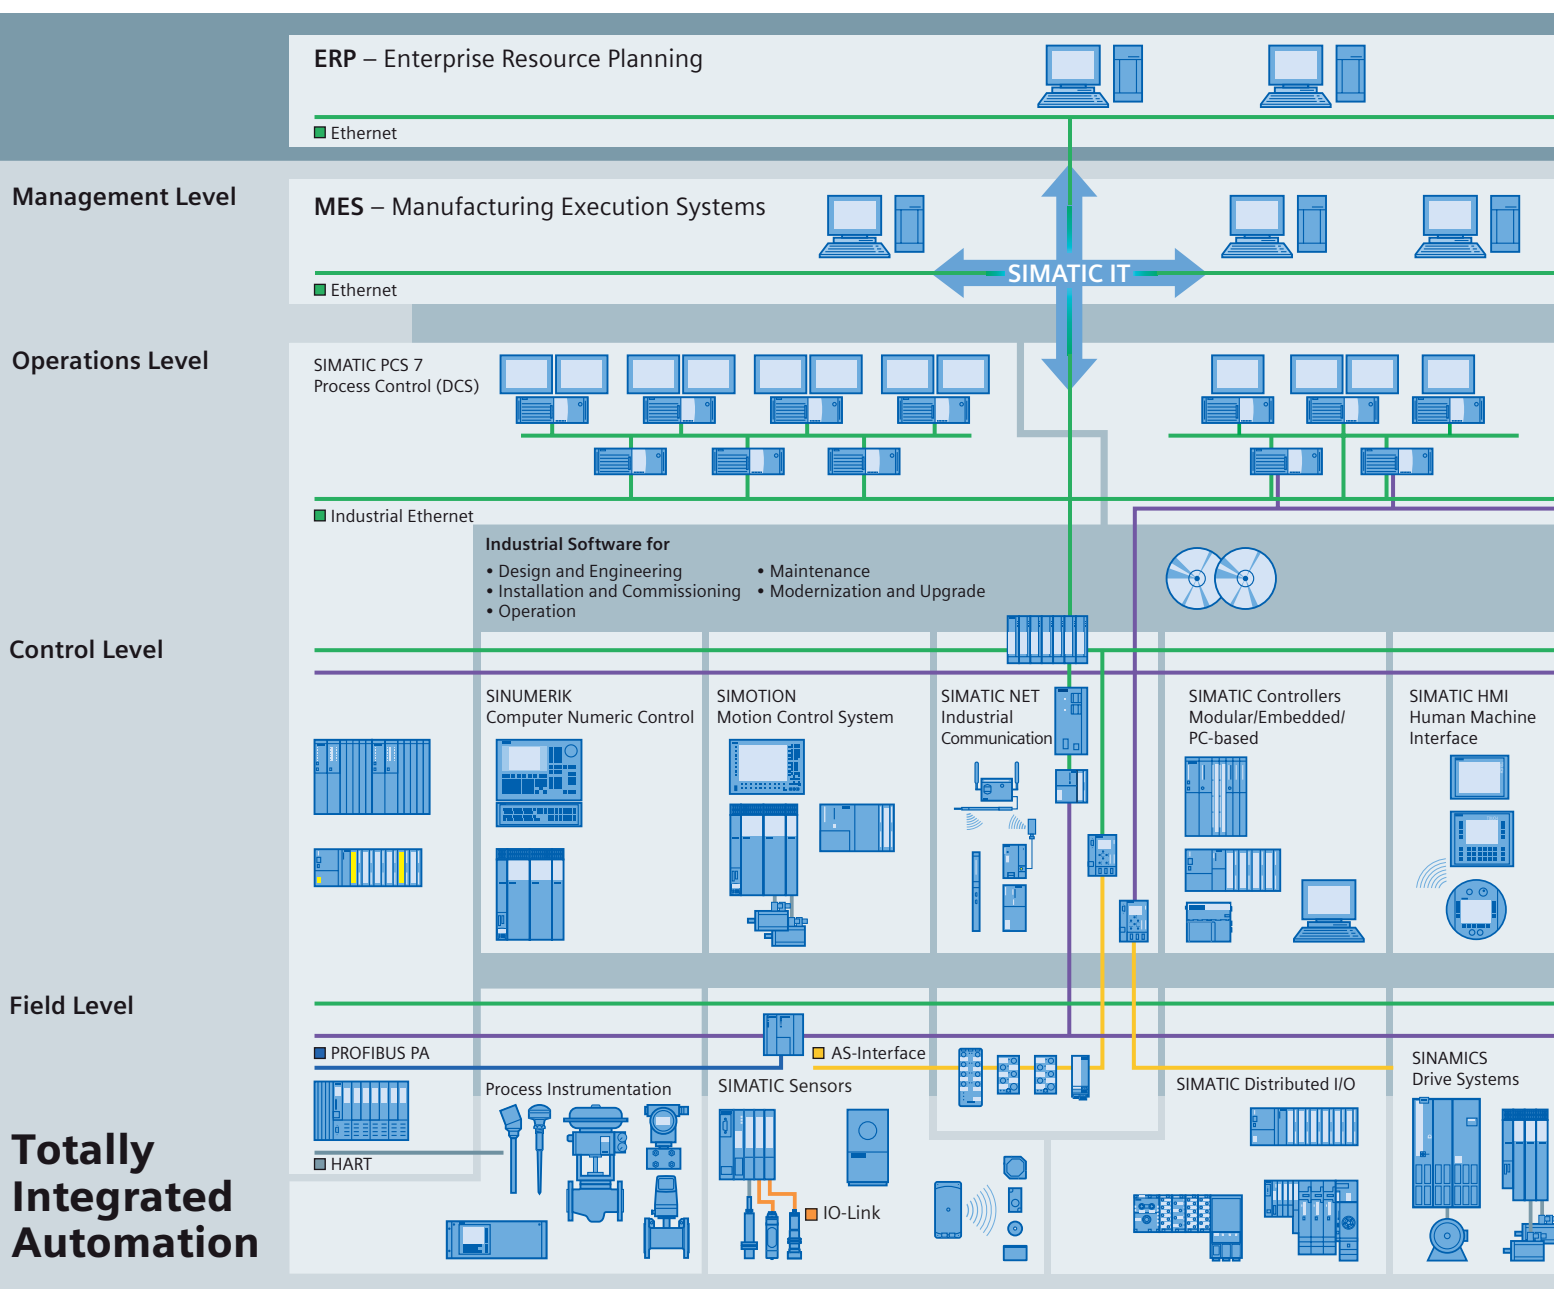 ERP – Enterprise Resource Planning
Ethernet
Management Level
MES – Manufacturing Execution Systems
SIMATIC IT
Ethernet
Operations Level
SIMATIC PCS 7
Process Control (DCS)
Industrial Ethernet
Industrial Software for
• Design and Engineering
• Installation and Commissioning
• Operation
• Maintenance
• Modernization and Upgrade
Control Level
SINUMERIK
Computer Numeric Control
SIMOTION
Motion Control System
SIMATIC NET
Industrial
Communication
SIMATIC Controllers
Modular/Embedded/
PC-based
SIMATIC HMI
Human Machine
Interface
Field Level
PROFIBUS PA
AS-Interface
Process Instrumentation
SIMATIC Sensors
SIMATIC Distributed I/O
SINAMICS
Drive Systems
HART
IO-Link
Totally
Integrated
Automation